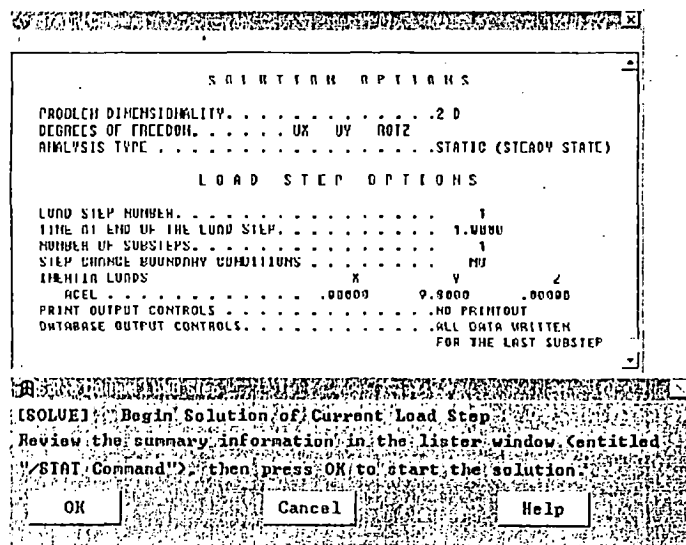 SOLUTION OPTIONS
PROBLEM DIMENSIONALITY. . . . . . . . . . . . .2 D
DEGREES OF FREEDOM. . . . . . UX UY ROTZ
ANALYSIS TYPE . . . . . . . . . . . . . . . . .STATIC (STEADY STATE)
LOAD STEP OPTIONS
LOAD STEP NUMBER. . . . . . . . . . . . . . . . 1
TIME AT END OF THE LOAD STEP. . . . . . . . . . 1.0000
NUMBER OF SUBSTEPS. . . . . . . . . . . . . . . 1
STEP CHANGE BOUNDARY CONDITIONS . . . . . . . . NO
INERTIA LOADS X Y Z
ACEL . . . . . . . . . . . . .00000 9.8000 .00000
PRINT OUTPUT CONTROLS . . . . . . . . . . . . .NO PRINTOUT
DATABASE OUTPUT CONTROLS. . . . . . . . . . . .ALL DATA WRITTEN
FOR THE LAST SUBSTEP
[SOLVE] Begin Solution of Current Load Step
Review the summary information in the lister window (entitled
"/STAT Command"), then press OK to start the solution.
OK Cancel Help